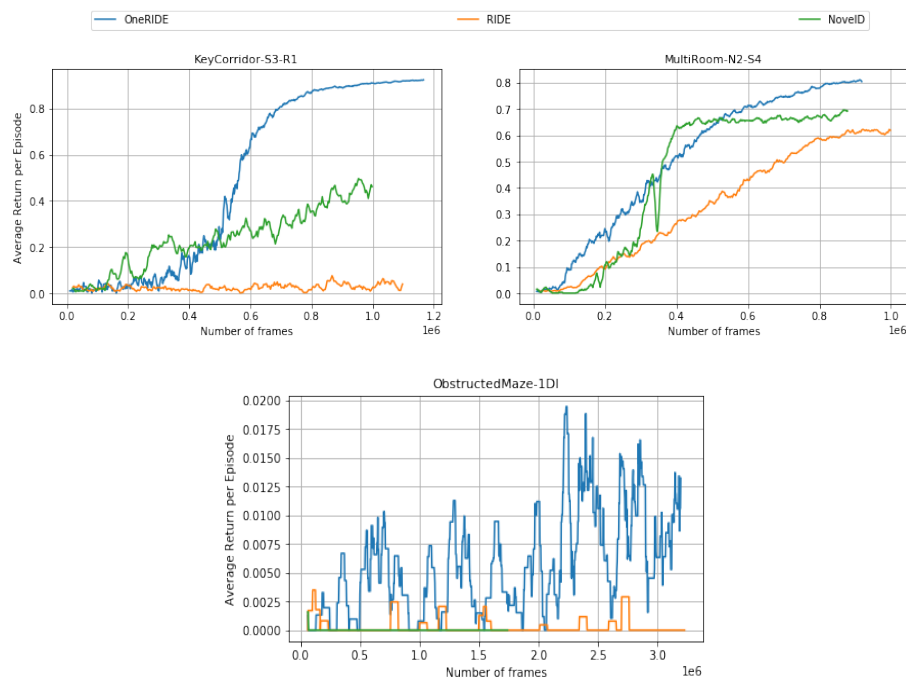 OneRIDE RIDE NovelD
KeyCorridor-S3-R1
Average Return per Episode
0.8
0.6
0.4
0.2
0.0
0.0 0.2 0.4 0.6 0.8 1.0 1.2
Number of frames
1e6
MultiRoom-N2-S4
0.8
0.7
0.6
0.5
0.4
0.3
0.2
0.1
0.0
0.0 0.2 0.4 0.6 0.8 1.0
Number of frames
1e6
ObstructedMaze-1Dl
Average Return per Episode
0.0200
0.0175
0.0150
0.0125
0.0100
0.0075
0.0050
0.0025
0.0000
0.0 0.5 1.0 1.5 2.0 2.5 3.0
Number of frames
1e6